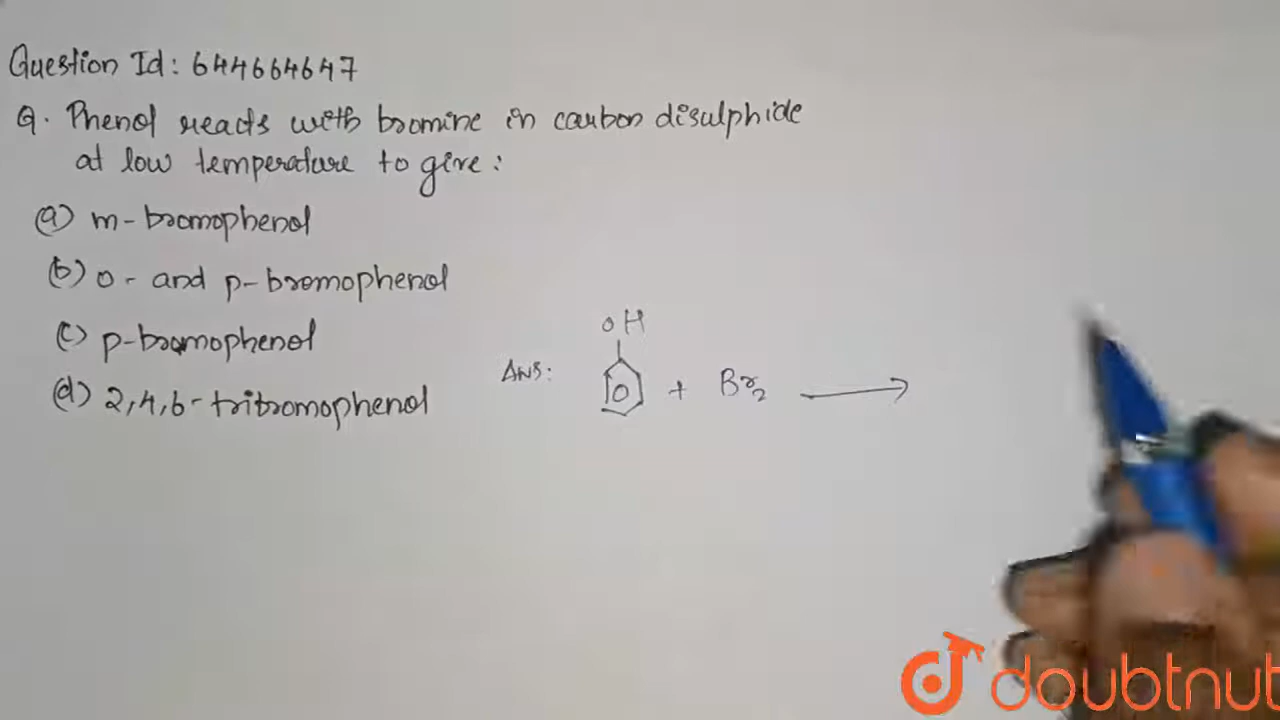 Question Id: 644664647
Q. Phenol reacts with bromine in carbon disulphide
at low temperature to give:
(a) m-bromophenol
(b) o- and p-bromophenol
(c) p-bromophenol
(d) 2,4,6-tribromophenol
Ans:
OH
+ Br2
doubtnut